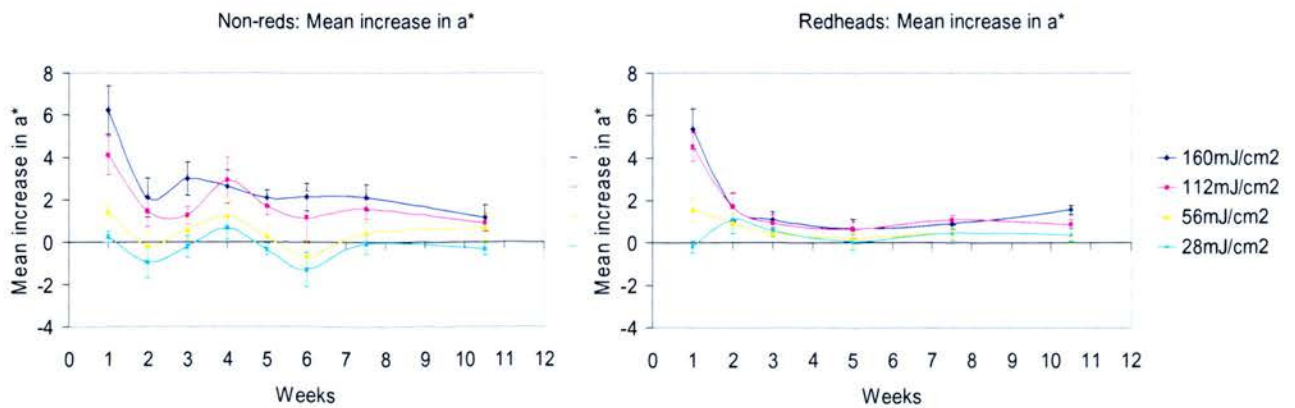 Non-reds: Mean increase in a*
Mean increase in a*
8
6
4
2
0
-2
-4
0 1 2 3 4 5 6 7 8 9 10 11 12
Weeks
Redheads: Mean increase in a*
Mean increase in a*
8
6
4
2
0
-2
-4
0 1 2 3 4 5 6 7 8 9 10 11 12
Weeks
160mJ/cm2
112mJ/cm2
56mJ/cm2
28mJ/cm2